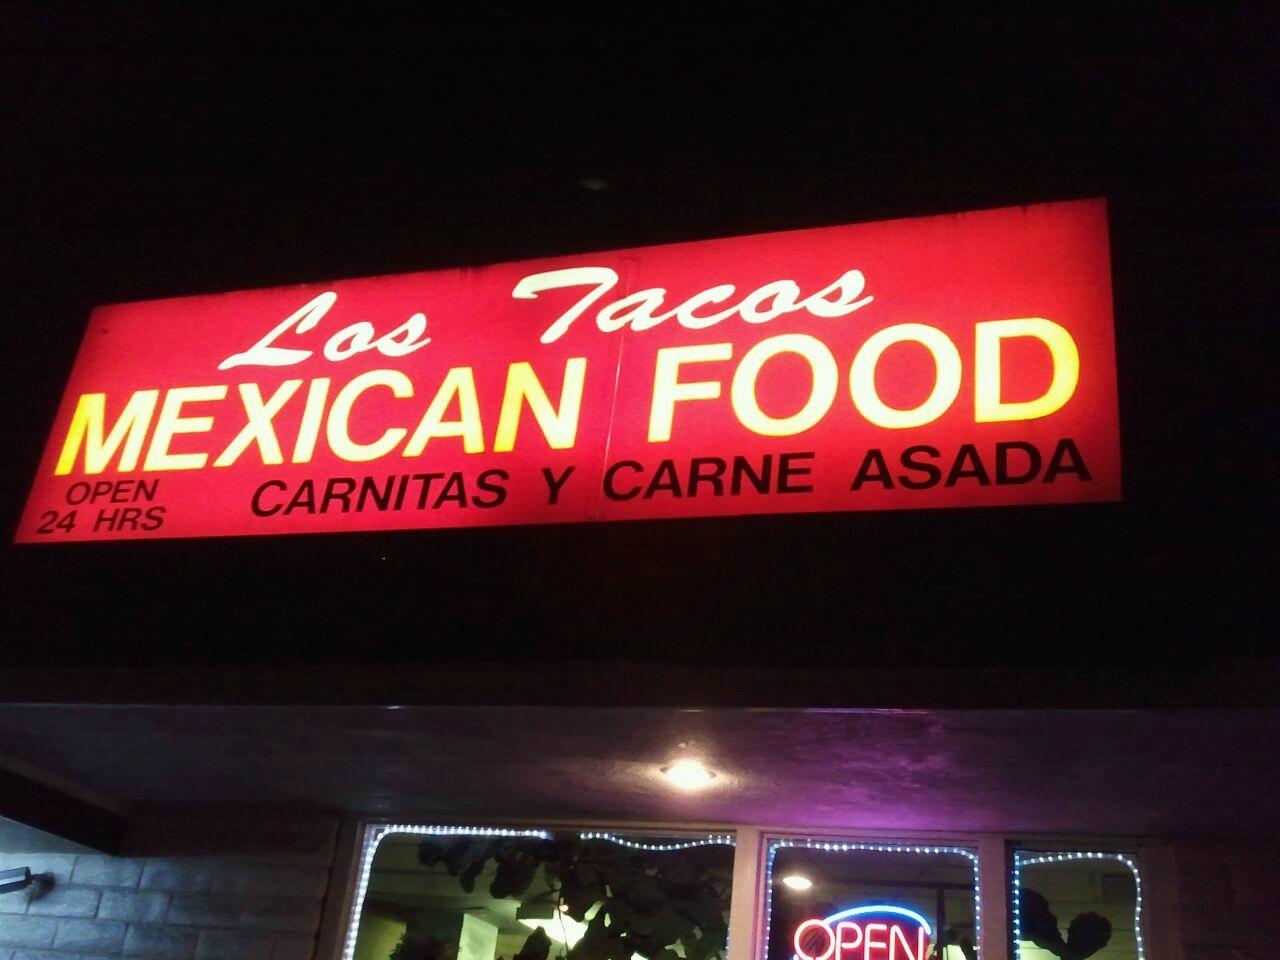 Los Tacos
MEXICAN FOOD
OPEN
24 HRS
CARNITAS Y CARNE ASADA
OPEN